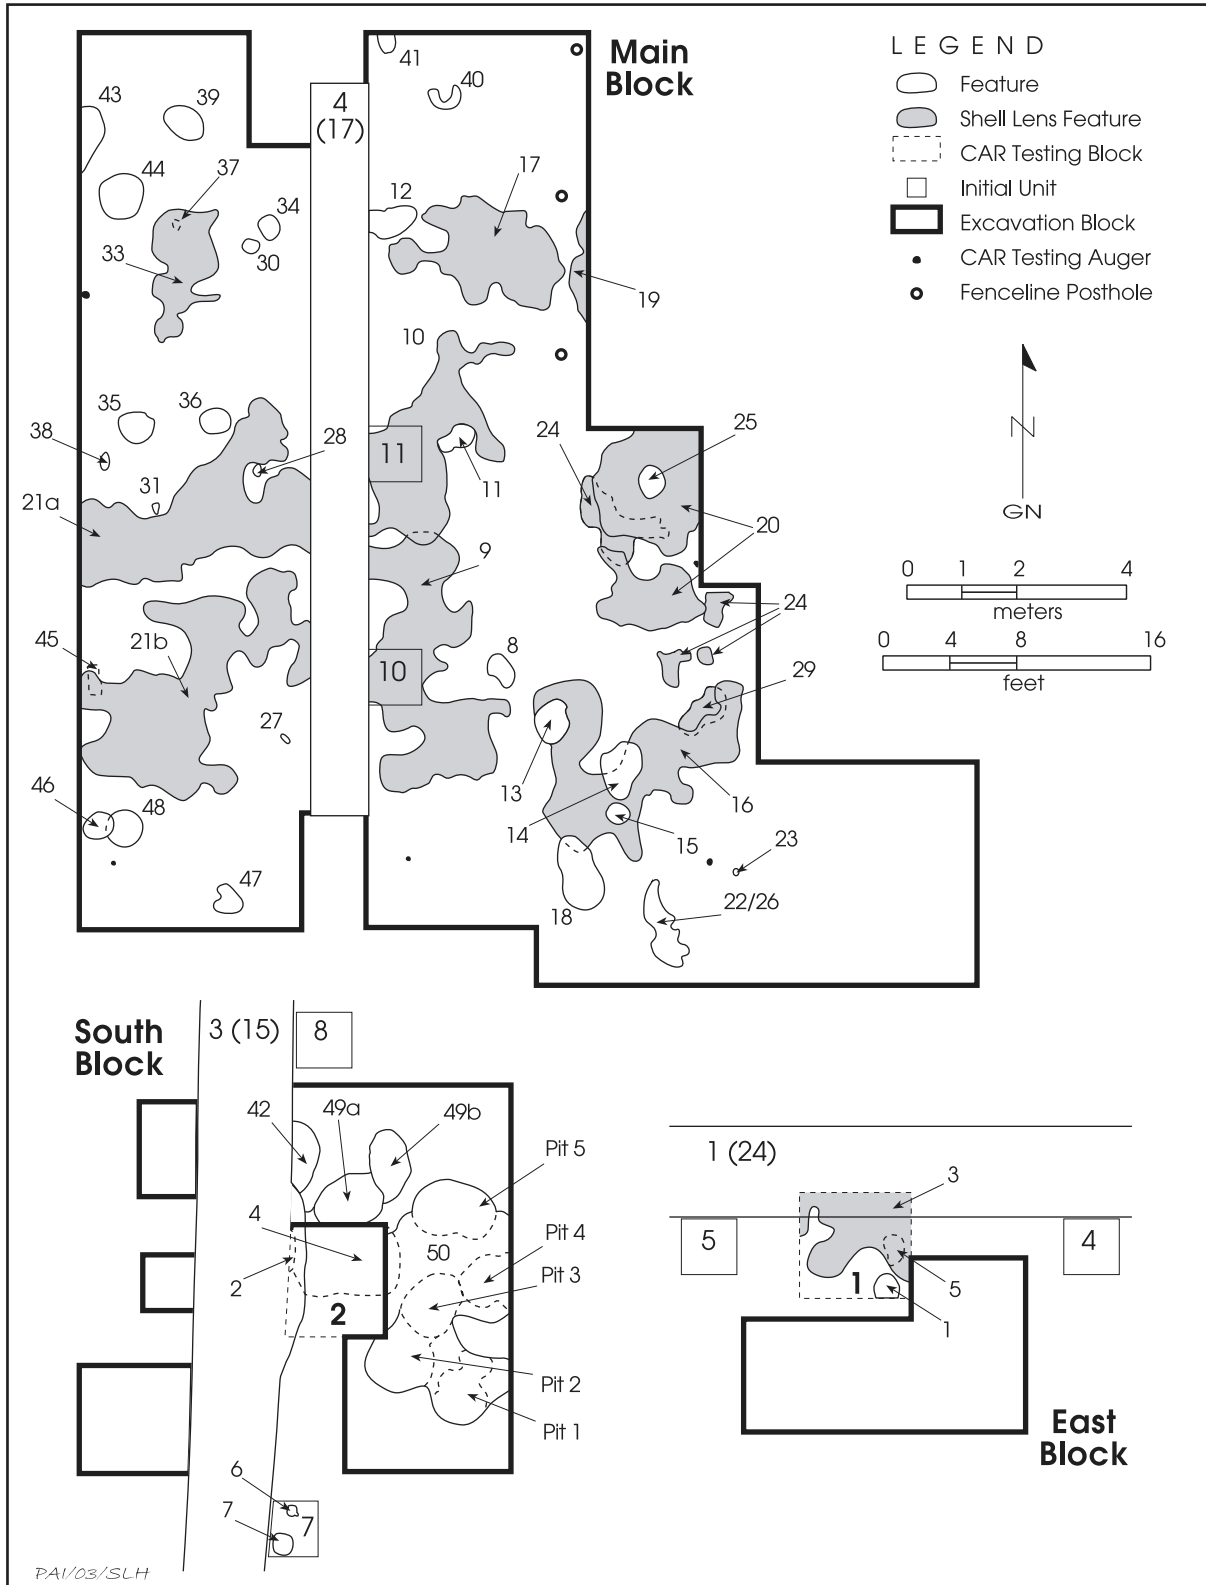 Main
Block
LEGEND
Feature
Shell Lens Feature
CAR Testing Block
Initial Unit
Excavation Block
CAR Testing Auger
Fenceline Posthole
N
GN
0 1 2 4
meters
0 4 8 16
feet
41
40
4
(17)
43
39
37
44
34
12
17
33
30
19
10
35
36
38
28
24
25
11
11
31
21a
9
20
24
45
21b
8
10
29
27
13
46
48
14
16
15
23
47
18
22/26
South
Block
3 (15)
8
42
49a
49b
Pit 5
4
50
Pit 4
2
Pit 3
2
Pit 2
Pit 1
6
7
7
1 (24)
3
5
4
1
5
1
East
Block
PAI/03/SLH